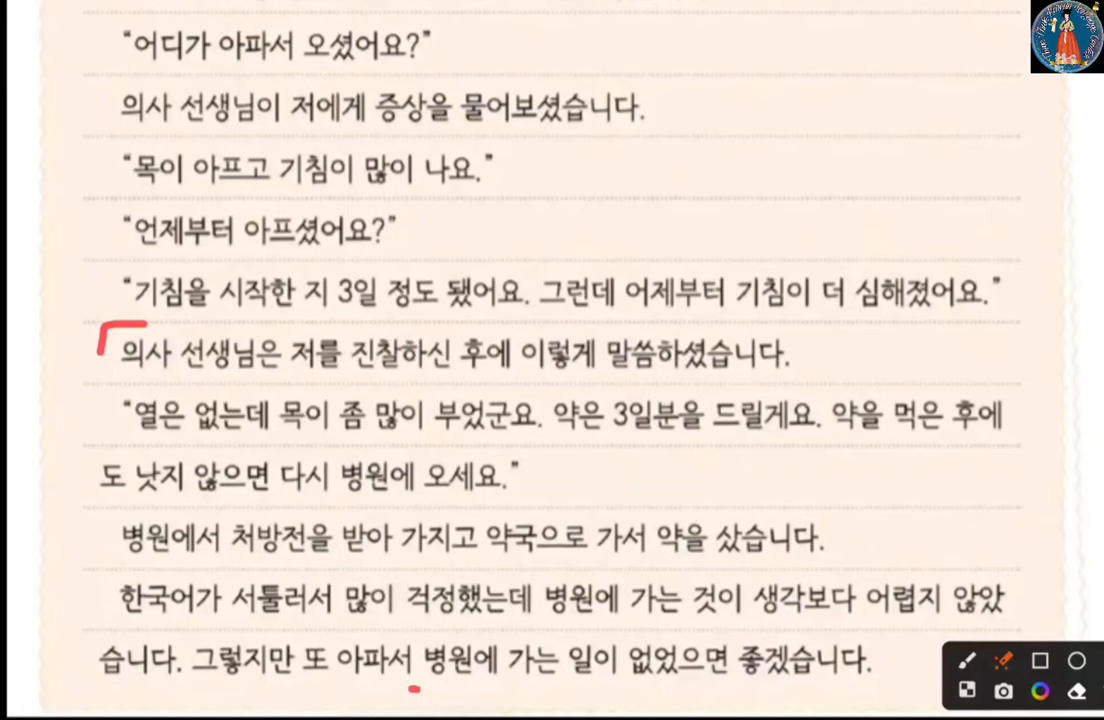 “어디가 아파서 오셨어요?”
의사 선생님이 저에게 증상을 물어보셨습니다.
“목이 아프고 기침이 많이 나요.”
“언제부터 아프셨어요?”
“기침을 시작한 지 3일 정도 됐어요. 그런데 어제부터 기침이 더 심해졌어요.”
의사 선생님은 저를 진찰하신 후에 이렇게 말씀하셨습니다.
“열은 없는데 목이 좀 많이 부었군요. 약은 3일분을 드릴게요. 약을 먹은 후에
도 낫지 않으면 다시 병원에 오세요.”
병원에서 처방전을 받아 가지고 약국으로 가서 약을 샀습니다.
한국어가 서툴러서 많이 걱정했는데 병원에 가는 것이 생각보다 어렵지 않았
습니다. 그렇지만 또 아파서 병원에 가는 일이 없었으면 좋겠습니다.